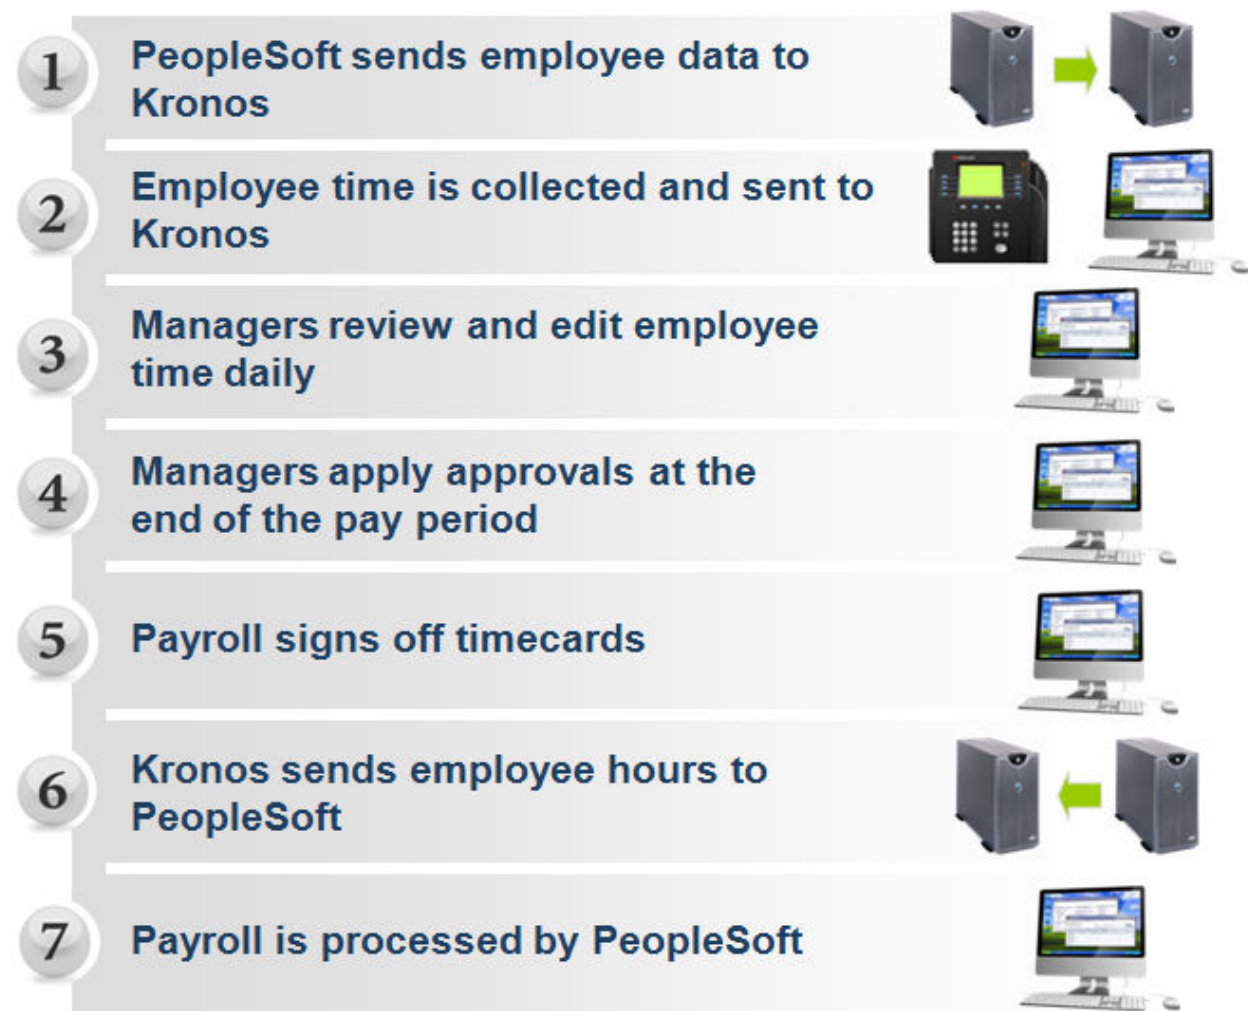 1
PeopleSoft sends employee data to
Kronos
2
Employee time is collected and sent to
Kronos
3
Managers review and edit employee
time daily
4
Managers apply approvals at the
end of the pay period
5
Payroll signs off timecards
6
Kronos sends employee hours to
PeopleSoft
7
Payroll is processed by PeopleSoft